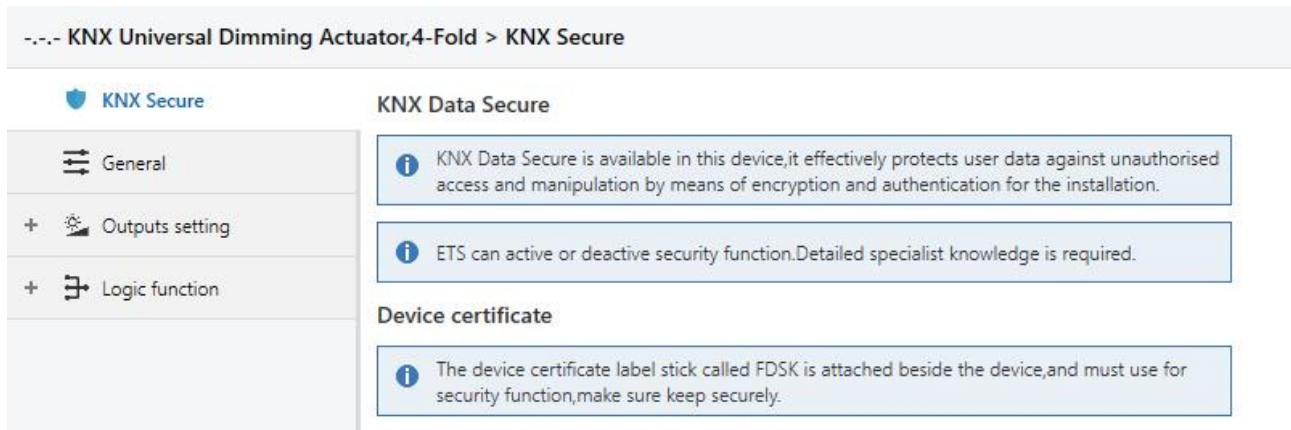 -.-.- KNX Universal Dimming Actuator,4-Fold > KNX Secure
KNX Secure
General
+ Outputs setting
+ Logic function
KNX Data Secure
KNX Data Secure is available in this device,it effectively protects user data against unauthorised
access and manipulation by means of encryption and authentication for the installation.
ETS can active or deactive security function.Detailed specialist knowledge is required.
Device certificate
The device certificate label stick called FDSK is attached beside the device,and must use for
security function,make sure keep securely.